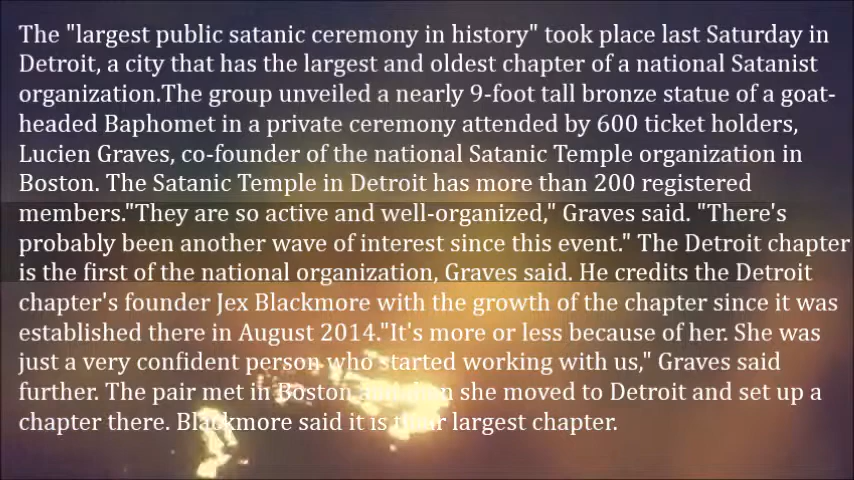 The "largest public satanic ceremony in history" took place last Saturday in
Detroit, a city that has the largest and oldest chapter of a national Satanist
organization.The group unveiled a nearly 9-foot tall bronze statue of a goat-
headed Baphomet in a private ceremony attended by 600 ticket holders,
Lucien Graves, co-founder of the national Satanic Temple organization in
Boston. The Satanic Temple in Detroit has more than 200 registered
members."They are so active and well-organized," Graves said. "There's
probably been another wave of interest since this event." The Detroit chapter
is the first of the national organization, Graves said. He credits the Detroit
chapter's founder Jex Blackmore with the growth of the chapter since it was
established there in August 2014."It's more or less because of her. She was
just a very confident person who started working with us," Graves said
further. The pair met in Boston and then she moved to Detroit and set up a
chapter there. Blackmore said it is their largest chapter.